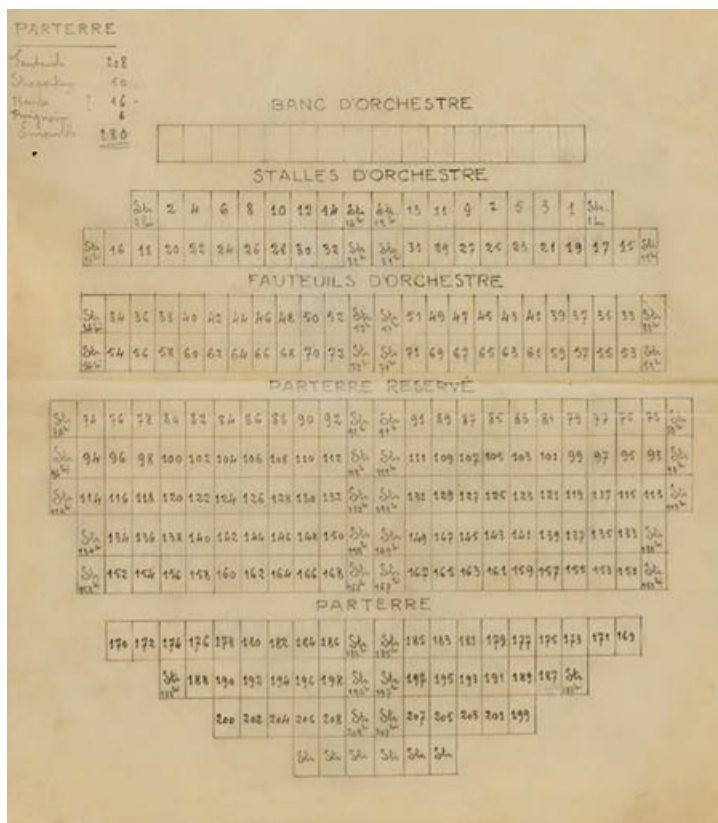 PARTERRE
Fauteuils 208
Strapontins 50
16
6
280
BANC D'ORCHESTRE
STALLES D'ORCHESTRE
Str 2 4 6 8 10 12 14 Str Str 13 11 9 7 5 3 1 Str
Str 16 18 20 22 24 26 28 30 32 Str Str 31 29 27 25 23 21 19 17 15 Str
FAUTEUILS D'ORCHESTRE
Str 34 36 38 40 42 44 46 48 50 52 Str Str 51 49 47 45 43 41 39 37 35 33 Str
Str 54 56 58 60 62 64 66 68 70 72 Str Str 71 69 67 65 63 61 59 57 55 53 Str
PARTERRE RESERVÉ
Str 74 76 78 80 82 84 86 88 90 92 Str Str 91 89 87 85 83 81 79 77 75 73 Str
Str 94 96 98 100 102 104 106 108 110 112 Str Str 111 109 107 105 103 101 99 97 95 93 Str
Str 114 116 118 120 122 124 126 128 130 132 Str Str 131 129 127 125 123 121 119 117 115 113 Str
Str 134 136 138 140 142 144 146 148 150 Str Str 149 147 145 143 141 139 137 135 133 Str
Str 152 154 156 158 160 162 164 166 168 Str Str 167 165 163 161 159 157 155 153 151 Str
PARTERRE
170 172 174 176 178 180 182 184 186 Str Str 185 183 181 179 177 175 173 171 169
Str 188 190 192 194 196 198 Str Str 197 195 193 191 189 187 Str
200 202 204 206 208 Str Str 207 205 203 201 199
Str Str Str Str Str Str